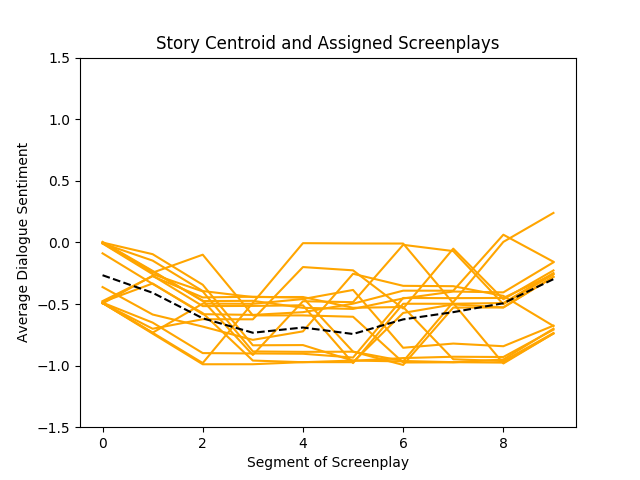 Story Centroid and Assigned Screenplays
1.5
1.0
0.5
0.0
−0.5
−1.0
−1.5
Average Dialogue Sentiment
0 2 4 6 8
Segment of Screenplay